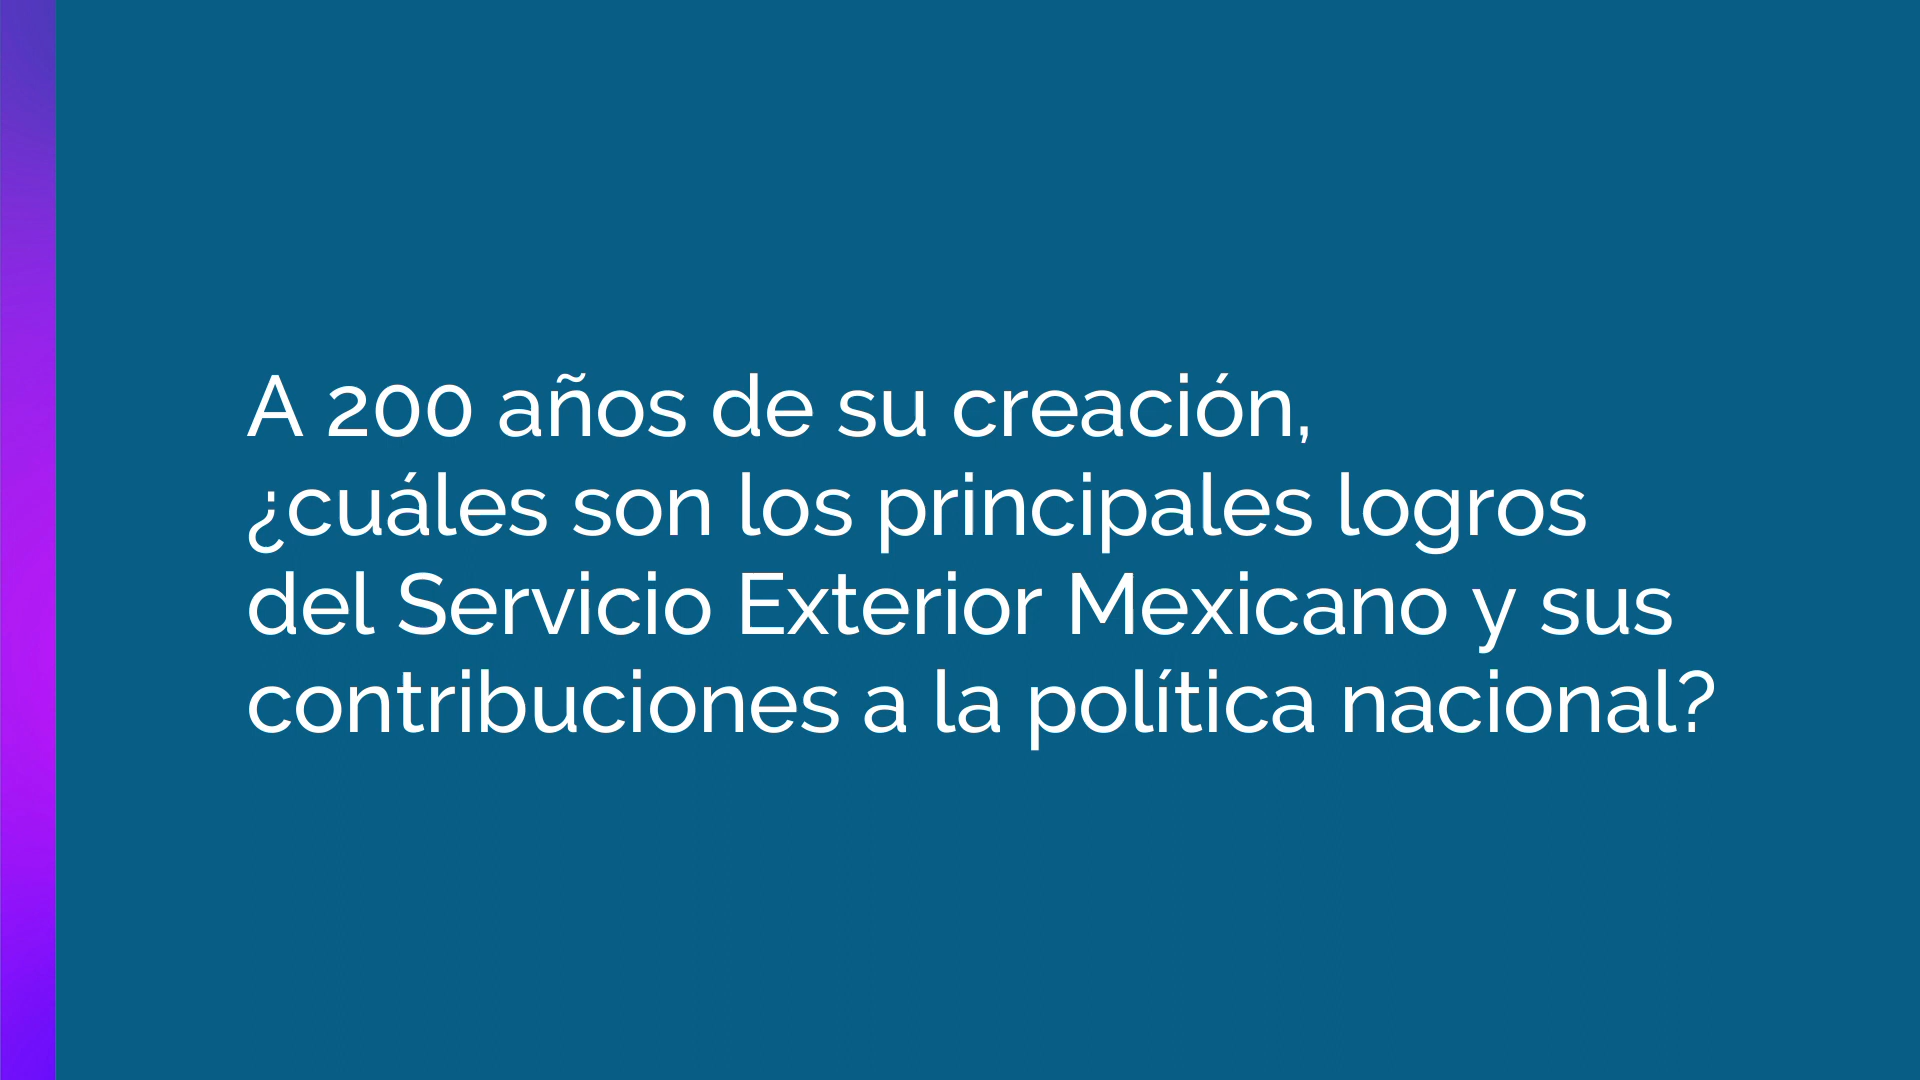 A 200 años de su creación,
¿cuáles son los principales logros
del Servicio Exterior Mexicano y sus
contribuciones a la política nacional?